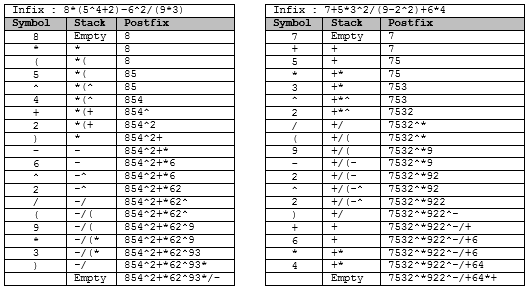 Infix : 8*(5^4+2)-6^2/(9*3)
Symbol Stack Postfix
8 Empty 8
* * 8
( *( 8
5 *( 85
^ *(^ 85
4 *(^ 854
+ *(+ 854^
2 *(+ 854^2
) * 854^2+
- - 854^2+*
6 - 854^2+*6
^ -^ 854^2+*6
2 -^ 854^2+*62
/ -/ 854^2+*62^
( -/( 854^2+*62^
9 -/( 854^2+*62^9
* -/(* 854^2+*62^9
3 -/(* 854^2+*62^93
) -/ 854^2+*62^93*
Empty 854^2+*62^93*/-
Infix : 7+5*3^2/(9-2^2)+6*4
Symbol Stack Postfix
7 Empty 7
+ + 7
5 + 75
* +* 75
3 +* 753
^ +*^ 753
2 +*^ 7532
/ +/ 7532^*
( +/( 7532^*
9 +/( 7532^*9
- +/(- 7532^*9
2 +/(- 7532^*92
^ +/(-^ 7532^*92
2 +/(-^ 7532^*922
) +/ 7532^*922^-
+ + 7532^*922^-/+
6 + 7532^*922^-/+6
* +* 7532^*922^-/+6
4 +* 7532^*922^-/+64
Empty 7532^*922^-/+64*+